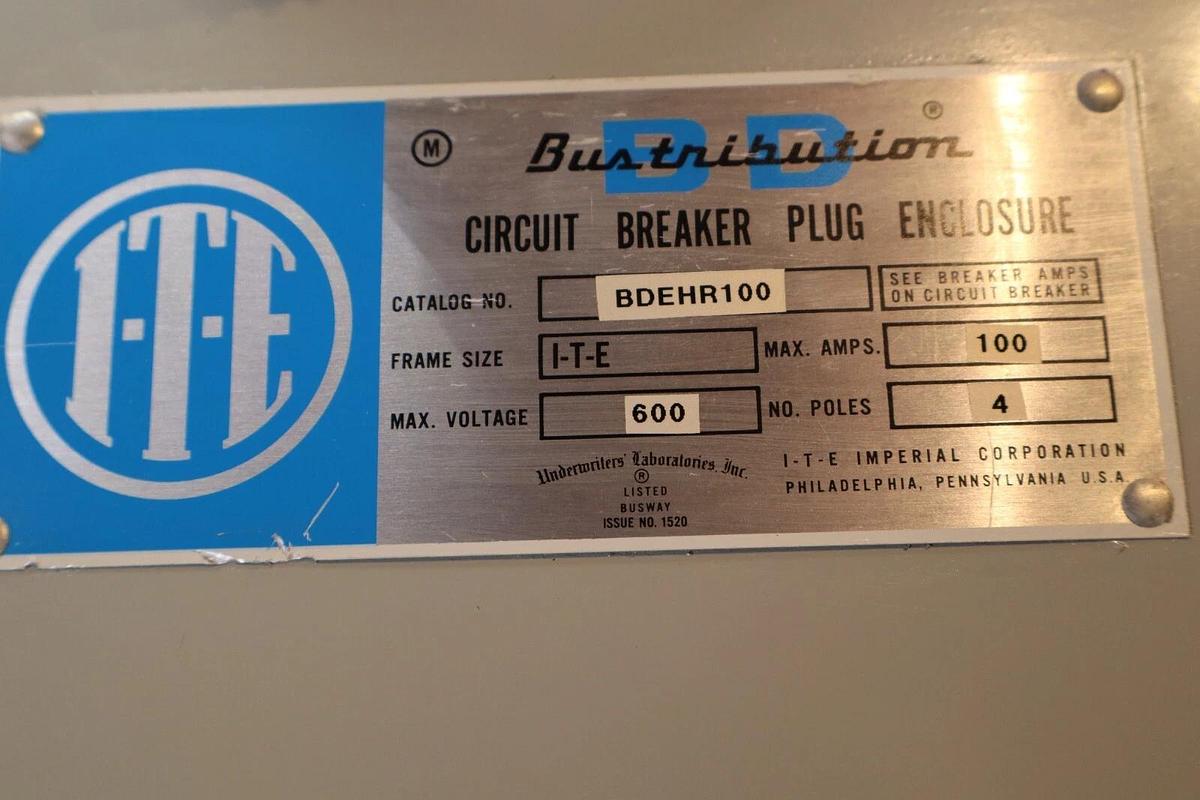 I-T-E
M
BD
Bustribution ®
CIRCUIT BREAKER PLUG ENCLOSURE
CATALOG NO. BDEHR100
SEE BREAKER AMPS
ON CIRCUIT BREAKER
FRAME SIZE I-T-E MAX. AMPS. 100
MAX. VOLTAGE 600 NO. POLES 4
Underwriters' Laboratories, Inc.
®
LISTED
BUSWAY
ISSUE NO. 1520
I-T-E IMPERIAL CORPORATION
PHILADELPHIA, PENNSYLVANIA U.S.A.